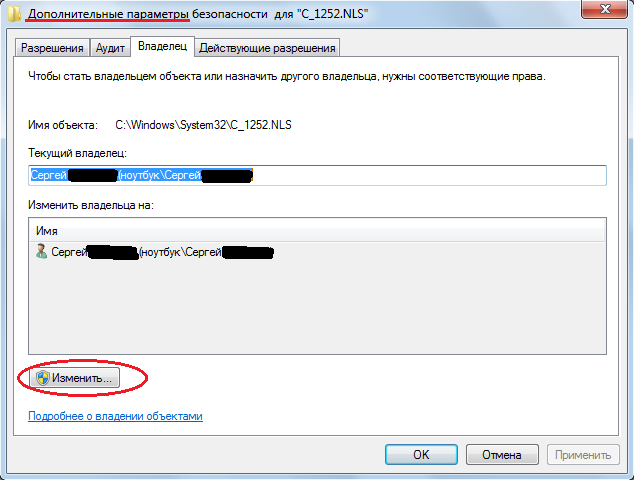 Дополнительные параметры безопасности для "C_1252.NLS"
Разрешения Аудит Владелец Действующие разрешения
Чтобы стать владельцем объекта или назначить другого владельца, нужны соответствующие права.
Имя объекта: C:\Windows\System32\C_1252.NLS
Текущий владелец:
Сергей (ноутбук\Сергей
Изменить владельца на:
Имя
Сергей (ноутбук\Сергей
Изменить...
Подробнее о владении объектами
OK Отмена Применить